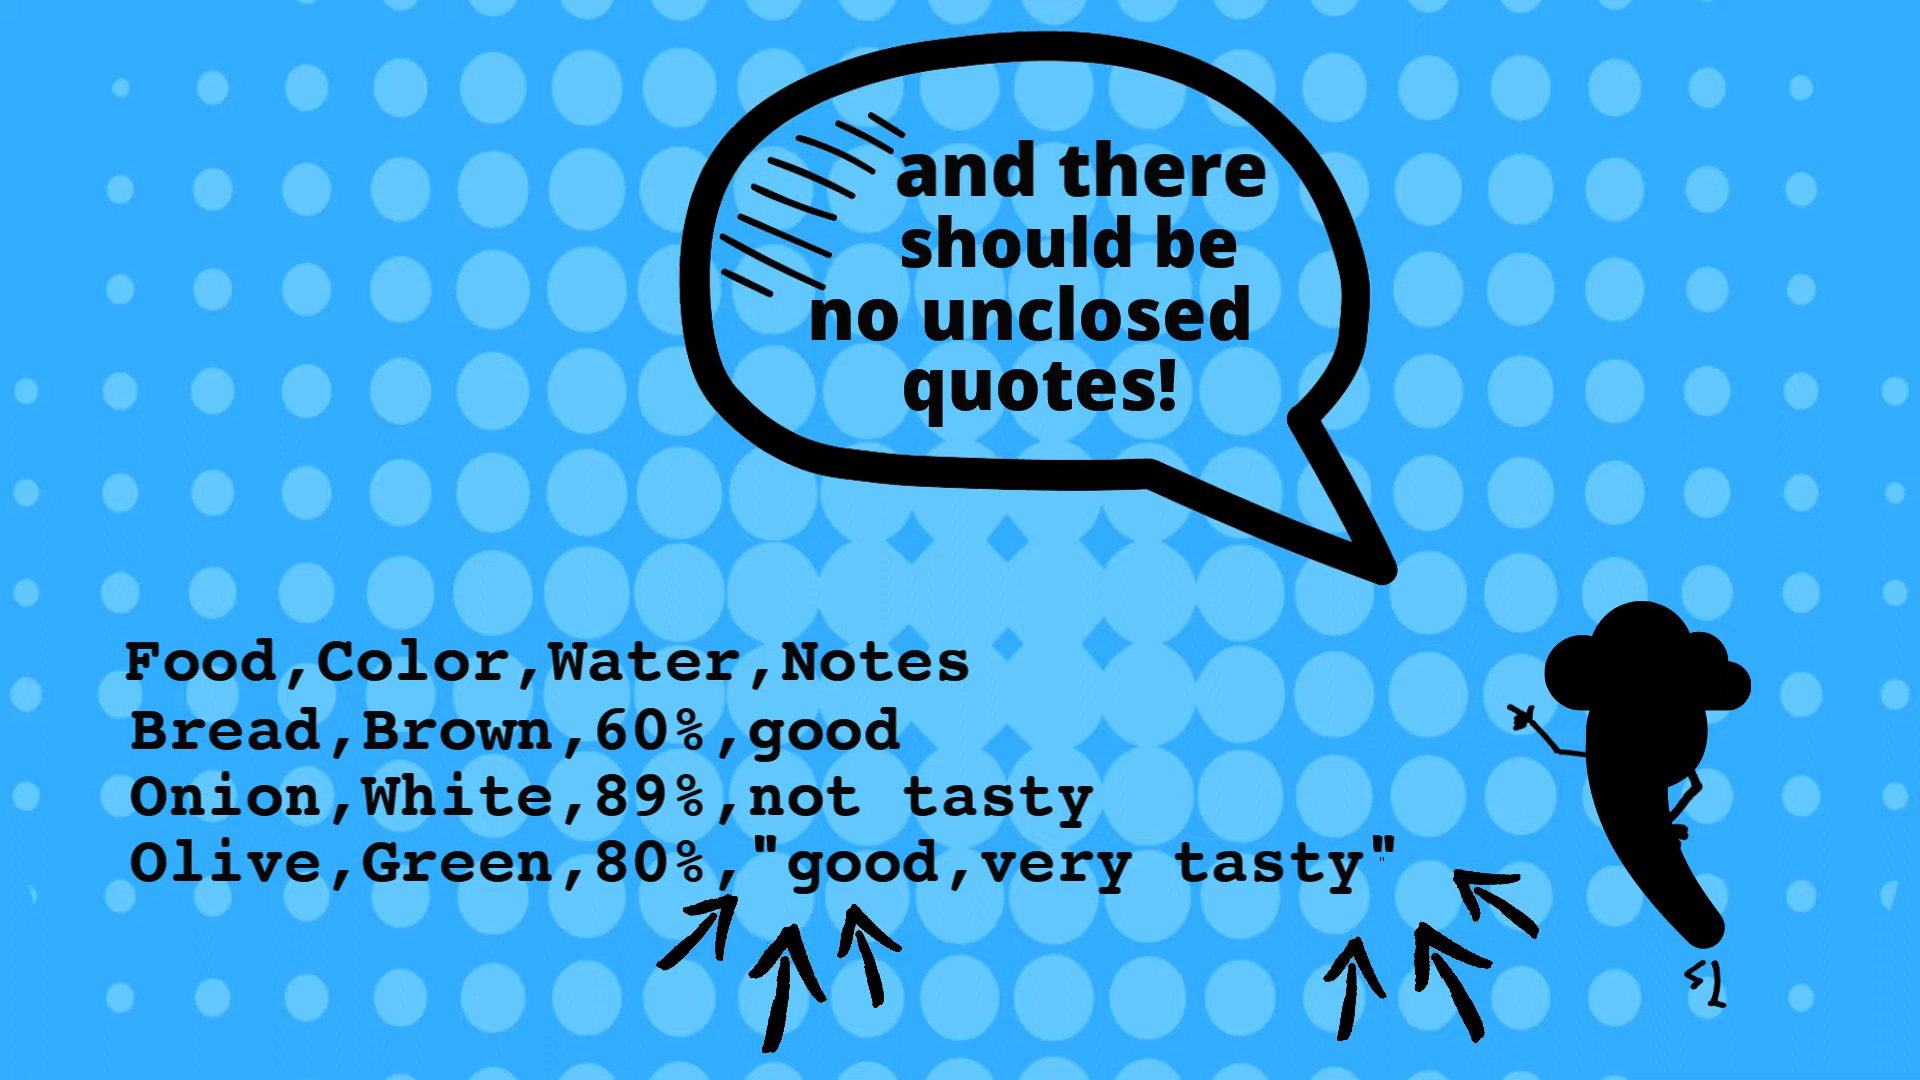 and there
should be
no unclosed
quotes!
Food,Color,Water,Notes
Bread,Brown,60%,good
Onion,White,89%,not tasty
Olive,Green,80%,"good,very tasty"